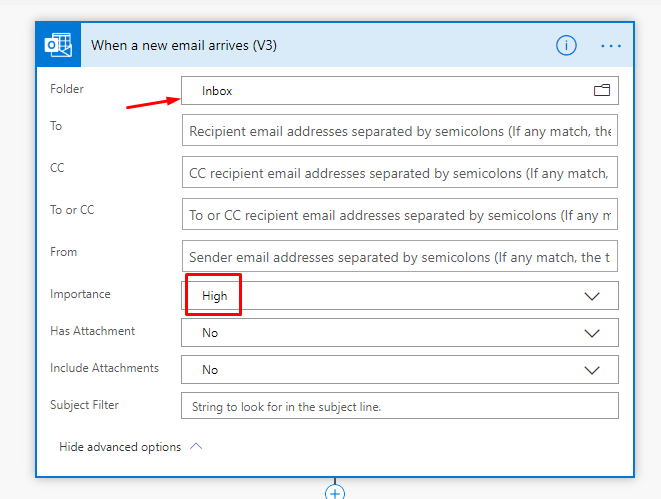 When a new email arrives (V3)
Folder
Inbox
To
Recipient email addresses separated by semicolons (If any match, the
CC
CC recipient email addresses separated by semicolons (If any match,
To or CC
To or CC recipient email addresses separated by semicolons (If any m
From
Sender email addresses separated by semicolons (If any match, the t
Importance
High
Has Attachment
No
Include Attachments
No
Subject Filter
String to look for in the subject line.
Hide advanced options